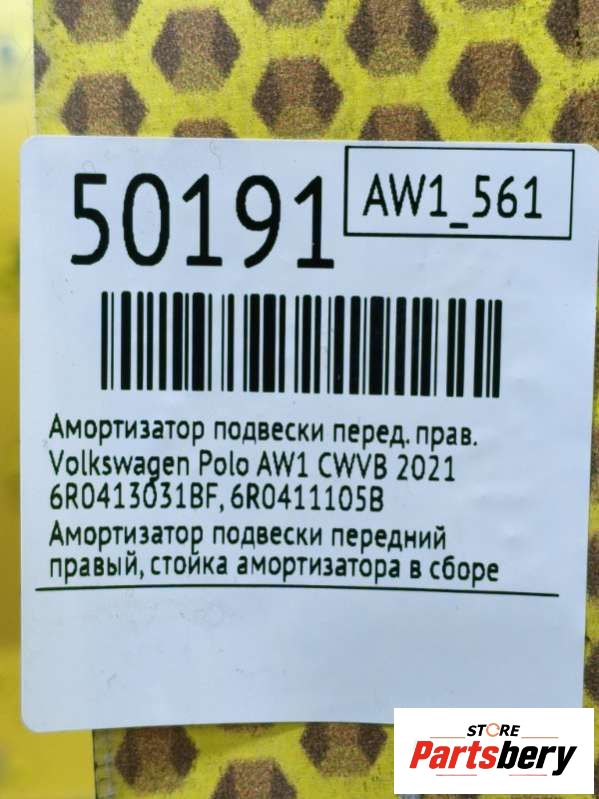 50191
AW1_561
Амортизатор подвески перед. прав.
Volkswagen Polo AW1 CWVB 2021
6R0413031BF, 6R0411105B
Амортизатор подвески передний
правый, стойка амортизатора в сборе
STORE
Partsbery